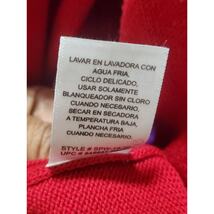 LAVAR EN LAVADORA CON
AGUA FRIA,
CICLO DELICADO,
USAR SOLAMENTE
BLANQUEADOR SIN CLORO
CUANDO NECESARIO,
SECAR EN SECADORA
A TEMPERATURA BAJA,
PLANCHA FRIA
CUANDO NECESARIO.
STYLE # SPW
UPC #